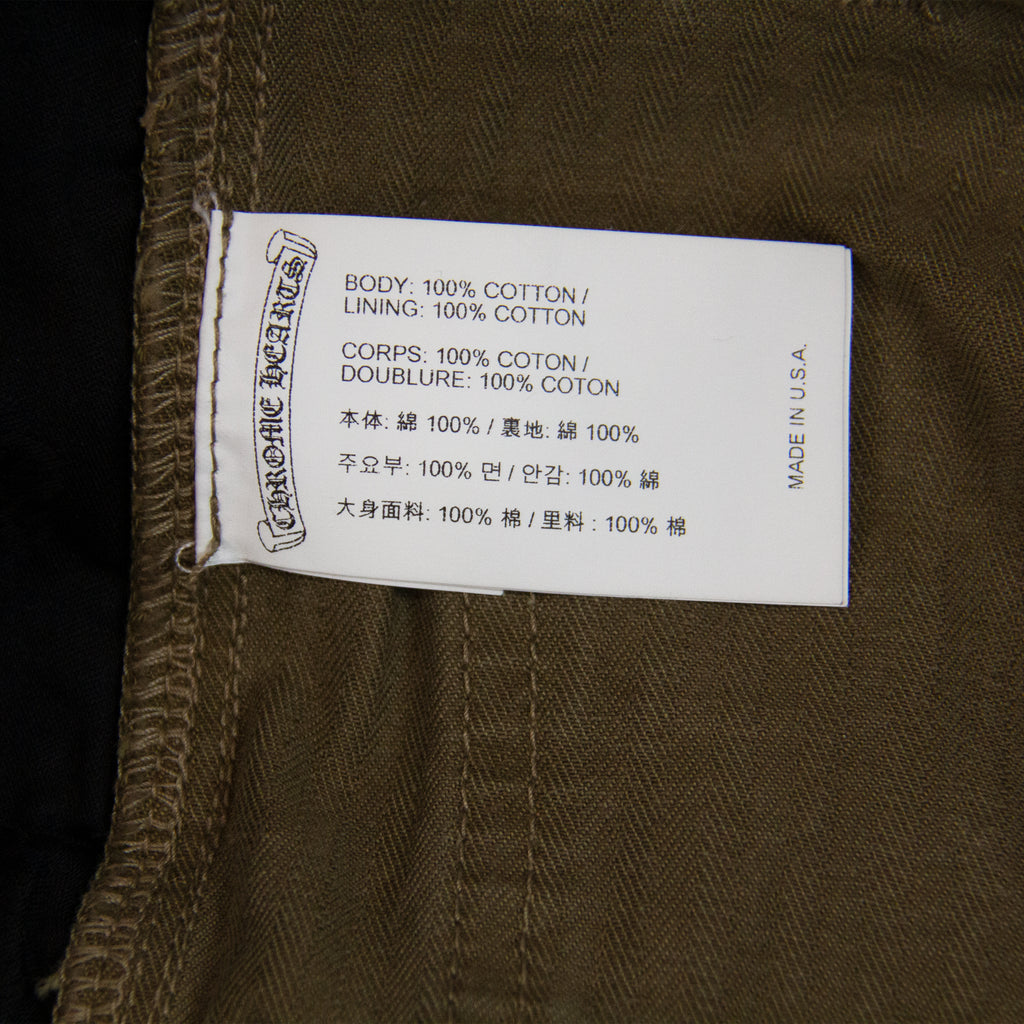 CHROME HEARTS
BODY: 100% COTTON /
LINING: 100% COTTON
CORPS: 100% COTON /
DOUBLURE: 100% COTON
本体: 綿 100% / 裏地: 綿 100%
주요부: 100% 면 / 안감: 100% 綿
大身面料: 100% 棉 / 里料 : 100% 棉
MADE IN U.S.A.